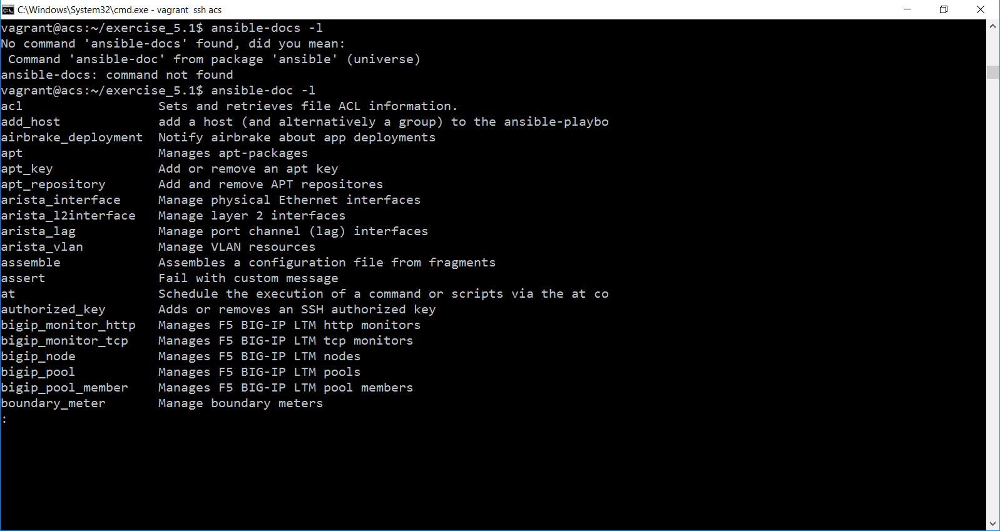 C:\Windows\System32\cmd.exe - vagrant  ssh acs
vagrant@acs:~/exercise_5.1$ ansible-docs -l
No command 'ansible-docs' found, did you mean:
 Command 'ansible-doc' from package 'ansible' (universe)
ansible-docs: command not found
vagrant@acs:~/exercise_5.1$ ansible-doc -l
acl                  Sets and retrieves file ACL information.
add_host             add a host (and alternatively a group) to the ansible-playbo
airbrake_deployment  Notify airbrake about app deployments
apt                  Manages apt-packages
apt_key              Add or remove an apt key
apt_repository       Add and remove APT repositores
arista_interface     Manage physical Ethernet interfaces
arista_l2interface   Manage layer 2 interfaces
arista_lag           Manage port channel (lag) interfaces
arista_vlan          Manage VLAN resources
assemble             Assembles a configuration file from fragments
assert               Fail with custom message
at                   Schedule the execution of a command or scripts via the at co
authorized_key       Adds or removes an SSH authorized key
bigip_monitor_http   Manages F5 BIG-IP LTM http monitors
bigip_monitor_tcp    Manages F5 BIG-IP LTM tcp monitors
bigip_node           Manages F5 BIG-IP LTM nodes
bigip_pool           Manages F5 BIG-IP LTM pools
bigip_pool_member    Manages F5 BIG-IP LTM pool members
boundary_meter       Manage boundary meters
: